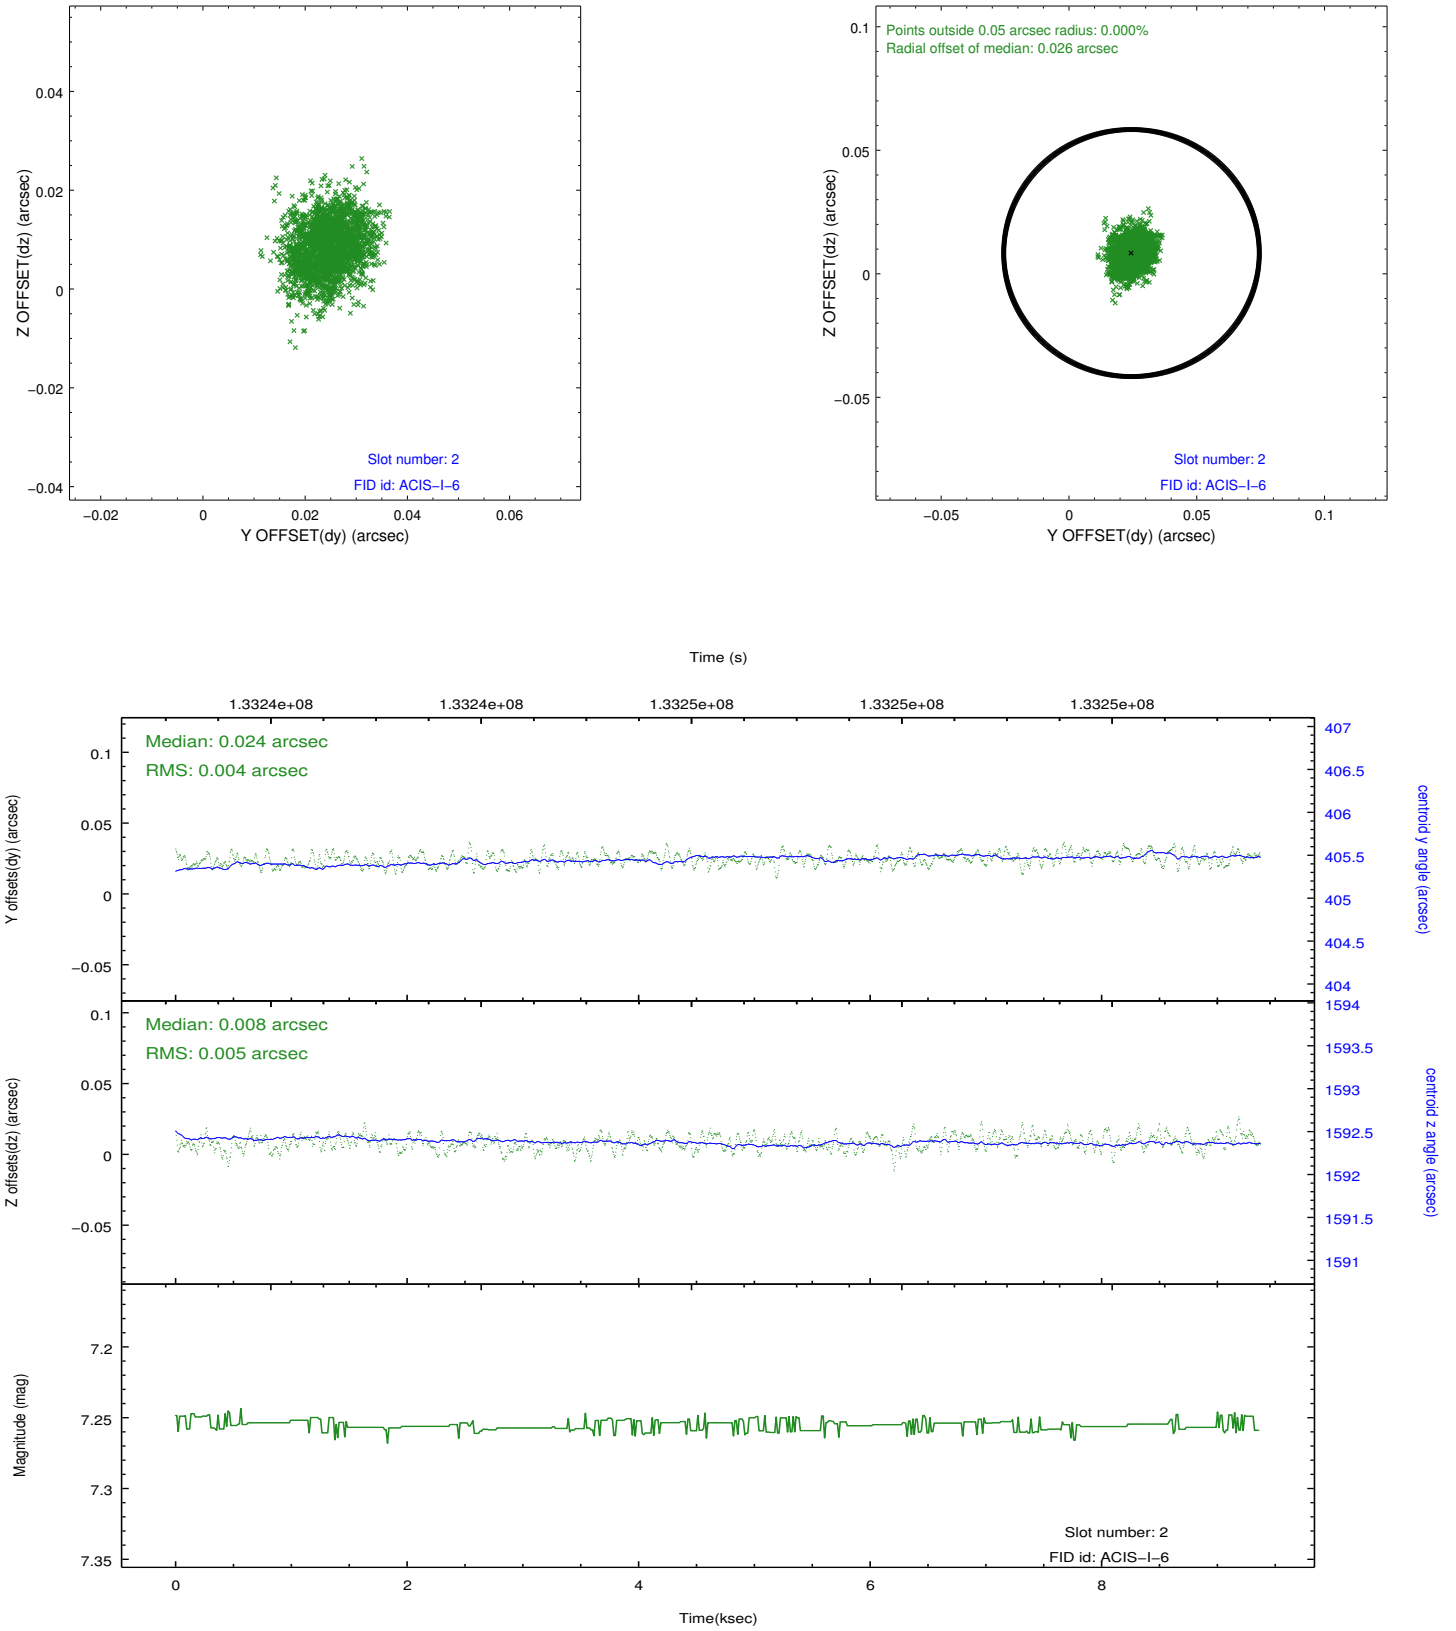 0.04
0.02
0
−0.02
−0.04
Z OFFSET(dz) (arcsec)
Slot number: 2
FID id: ACIS−I−6
−0.02
0
0.02
0.04
0.06
Y OFFSET(dy) (arcsec)
Points outside 0.05 arcsec radius: 0.000%
Radial offset of median: 0.026 arcsec
0.1
0.05
0
−0.05
Z OFFSET(dz) (arcsec)
Slot number: 2
FID id: ACIS−I−6
−0.05
0
0.05
0.1
Y OFFSET(dy) (arcsec)
Time (s)
1.3324e+08
1.3324e+08
1.3325e+08
1.3325e+08
1.3325e+08
Median: 0.024 arcsec
RMS: 0.004 arcsec
0.1
0.05
0
−0.05
Y offsets(dy) (arcsec)
407
406.5
406
405.5
405
404.5
404
centroid y angle (arcsec)
Median: 0.008 arcsec
RMS: 0.005 arcsec
0.1
0.05
0
−0.05
Z offsets(dz) (arcsec)
1594
1593.5
1593
1592.5
1592
1591.5
1591
centroid z angle (arcsec)
7.2
7.25
7.3
7.35
Magnitude (mag)
Slot number: 2
FID id: ACIS−I−6
0
2
4
6
8
Time(ksec)